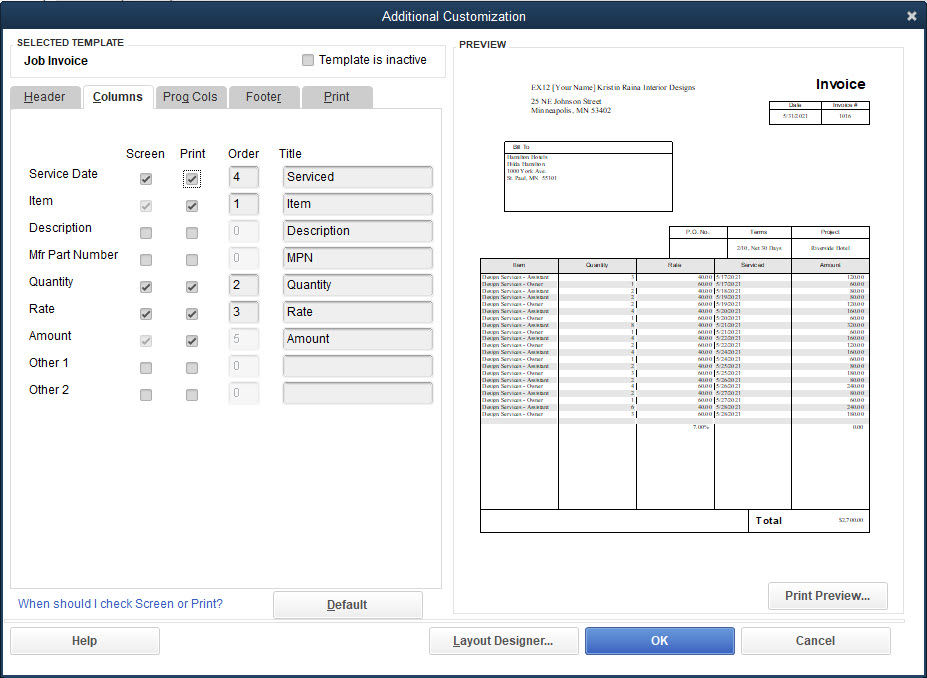 Additional Customization
SELECTED TEMPLATE
Job Invoice
Template is inactive
Header Columns Prog Cols Footer Print
Screen Print Order Title
Service Date 4 Serviced
Item 1 Item
Description 0 Description
Mfr Part Number 0 MPN
Quantity 2 Quantity
Rate 3 Rate
Amount 5 Amount
Other 1 0
Other 2 0
When should I check Screen or Print?
Default
PREVIEW
EX12 [Your Name] Kristin Raina Interior Designs
25 NE Johnson Street
Minneapolis, MN 53402
Invoice
Date Invoice #
5/31/2021 1016
Bill To
Hamilton Hotels
Hilda Hamilton
1000 York Ave.
St. Paul, MN 55101
P.O. No. Terms Project
2/10, Net 30 Days Riverside Hotel
Item Quantity Rate Serviced Amount
Design Services - Assistant 3 40.00 5/17/2021 120.00
Design Services - Owner 1 60.00 5/17/2021 60.00
Design Services - Assistant 2 40.00 5/18/2021 80.00
Design Services - Assistant 2 40.00 5/19/2021 80.00
Design Services - Owner 2 60.00 5/19/2021 120.00
Design Services - Assistant 4 40.00 5/20/2021 160.00
Design Services - Owner 1 60.00 5/20/2021 60.00
Design Services - Assistant 8 40.00 5/21/2021 320.00
Design Services - Owner 1 60.00 5/21/2021 60.00
Design Services - Assistant 4 40.00 5/22/2021 160.00
Design Services - Owner 2 60.00 5/22/2021 120.00
Design Services - Assistant 4 40.00 5/24/2021 160.00
Design Services - Owner 1 60.00 5/24/2021 60.00
Design Services - Assistant 2 40.00 5/25/2021 80.00
Design Services - Owner 3 60.00 5/25/2021 180.00
Design Services - Assistant 2 40.00 5/26/2021 80.00
Design Services - Owner 4 60.00 5/26/2021 240.00
Design Services - Assistant 2 40.00 5/27/2021 80.00
Design Services - Owner 1 60.00 5/27/2021 60.00
Design Services - Assistant 6 40.00 5/28/2021 240.00
Design Services - Owner 3 60.00 5/28/2021 180.00
7.00% 0.00
Total $2,700.00
Print Preview...
Help Layout Designer... OK Cancel